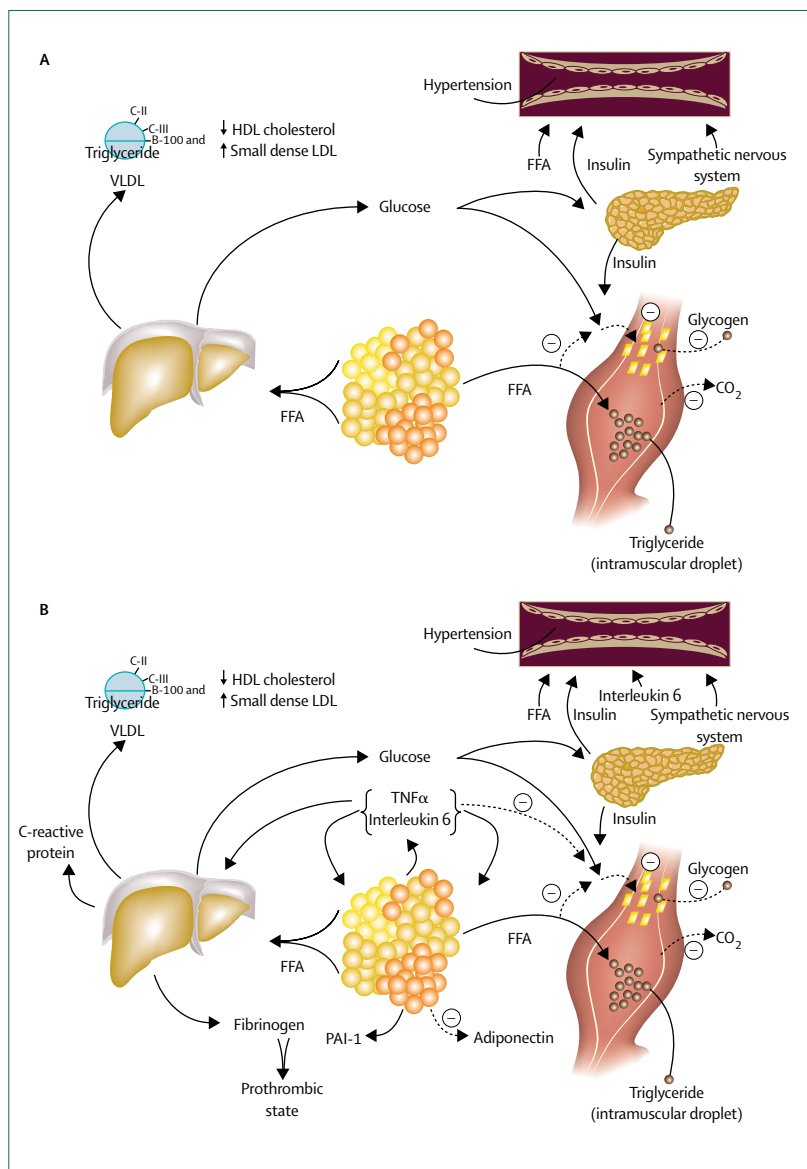 A
Hypertension
C-II
C-III
B-100 and
Triglyceride
VLDL
↓ HDL cholesterol
↑ Small dense LDL
FFA
Insulin
Sympathetic nervous
system
Glucose
Insulin
−
−
Glycogen
−
FFA
FFA
CO2
−
Triglyceride
(intramuscular droplet)
B
Hypertension
C-II
C-III
B-100 and
Triglyceride
VLDL
↓ HDL cholesterol
↑ Small dense LDL
FFA
Insulin
Interleukin 6
Sympathetic nervous
system
Glucose
TNFα
Interleukin 6
−
Insulin
C-reactive
protein
−
−
Glycogen
−
FFA
FFA
CO2
−
Fibrinogen
PAI-1
−
Adiponectin
Prothrombic
state
Triglyceride
(intramuscular droplet)